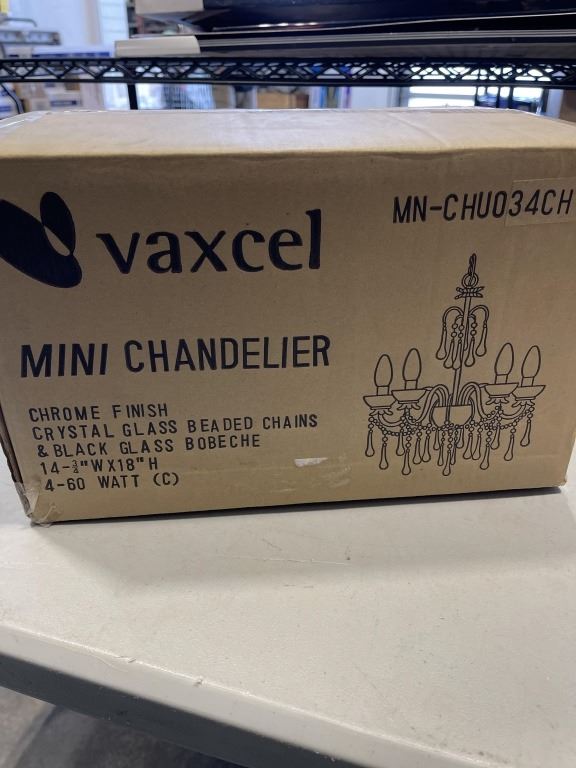 vaxcel
MN-CHU034CH
MINI CHANDELIER
CHROME FINISH
CRYSTAL GLASS BEADED CHAINS
& BLACK GLASS BOBECHE
14-¾"WX18"H
4-60 WATT (C)